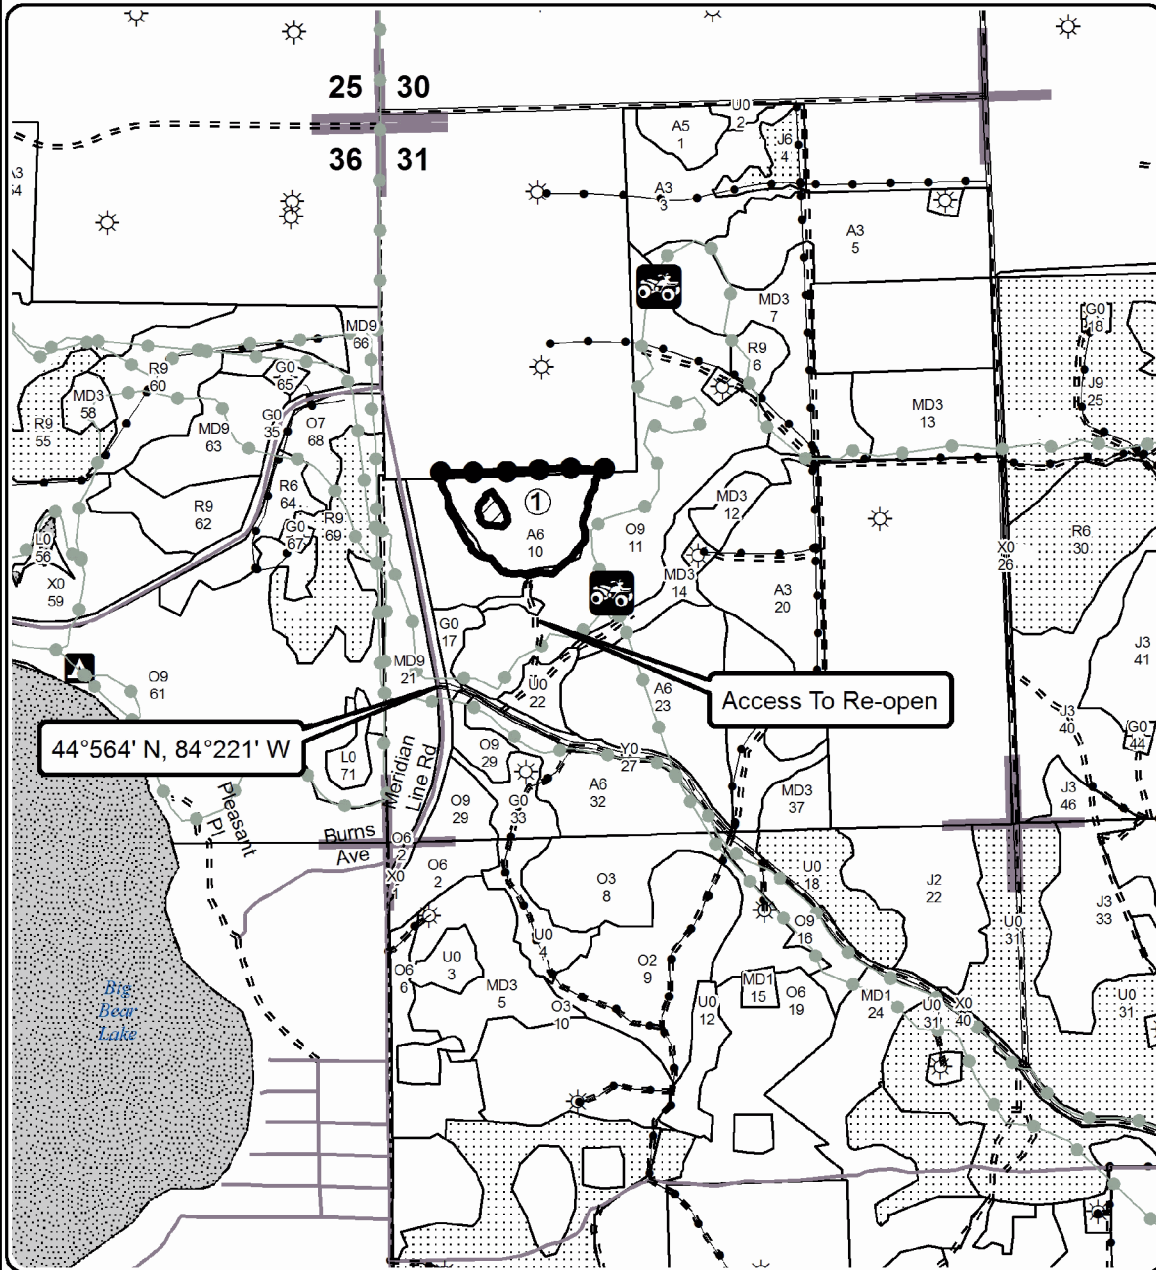 25 30
36 31
U0
2
A5
1
J6
4
A3
54
A3
3
A3
5
MD3
7
G0
18
MD9
66
R9
6
R9
60
G0
65
J9
25
MD3
58
MD3
13
G0
35
O7
68
R9
55
MD9
63
R6
64
MD3
12
1
R9
62
R9
69
G0
67
A6
10
O9
11
R6
30
L0
56
X0
26
X0
59
MD3
14
A3
20
G0
17
J3
41
MD9
21
O9
61
U0
22
A6
23
Access To Re-open
J3
40
G0
44
44°564' N, 84°221' W
L0
71
O9
29
Y0
27
Meridian
Line Rd
A6
32
MD3
37
J3
46
Pleasant
Pl
O9
29
G0
33
Burns
Ave
O6
2
O6
2
X0
1
O3
8
U0
18
J2
22
J3
33
U0
4
O9
16
U0
31
U0
3
O6
6
MD3
5
O2
9
MD1
15
O6
19
MD1
24
U0
12
O3
10
U0
31
X0
40
U0
31
Big
Bear
Lake